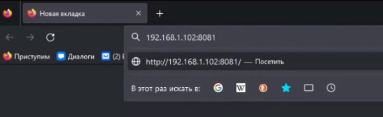 Новая вкладка
192.168.1.102:8081
http://192.168.1.102:8081/ — Посетить
Приступим Диалоги (2)
В этот раз искать в: